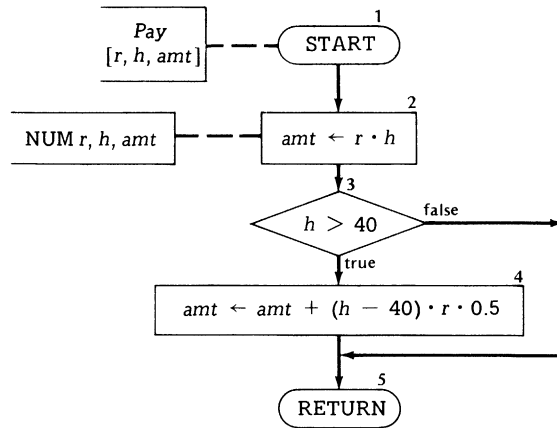 1
Pay
[r, h, amt]
START
2
NUM r, h, amt
amt ← r · h
3
h > 40
false
true
4
amt ← amt + (h − 40) · r · 0.5
5
RETURN